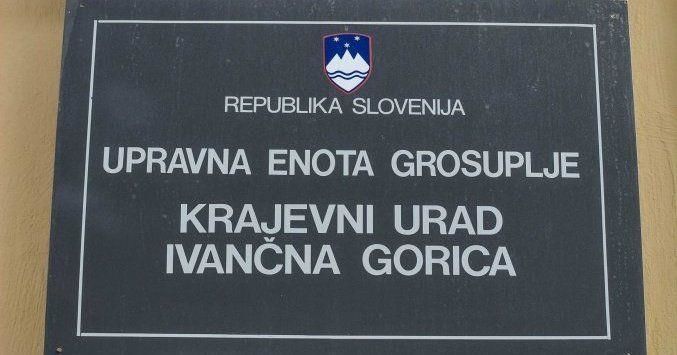 REPUBLIKA SLOVENIJA
UPRAVNA ENOTA GROSUPLJE
KRAJEVNI URAD
IVANČNA GORICA